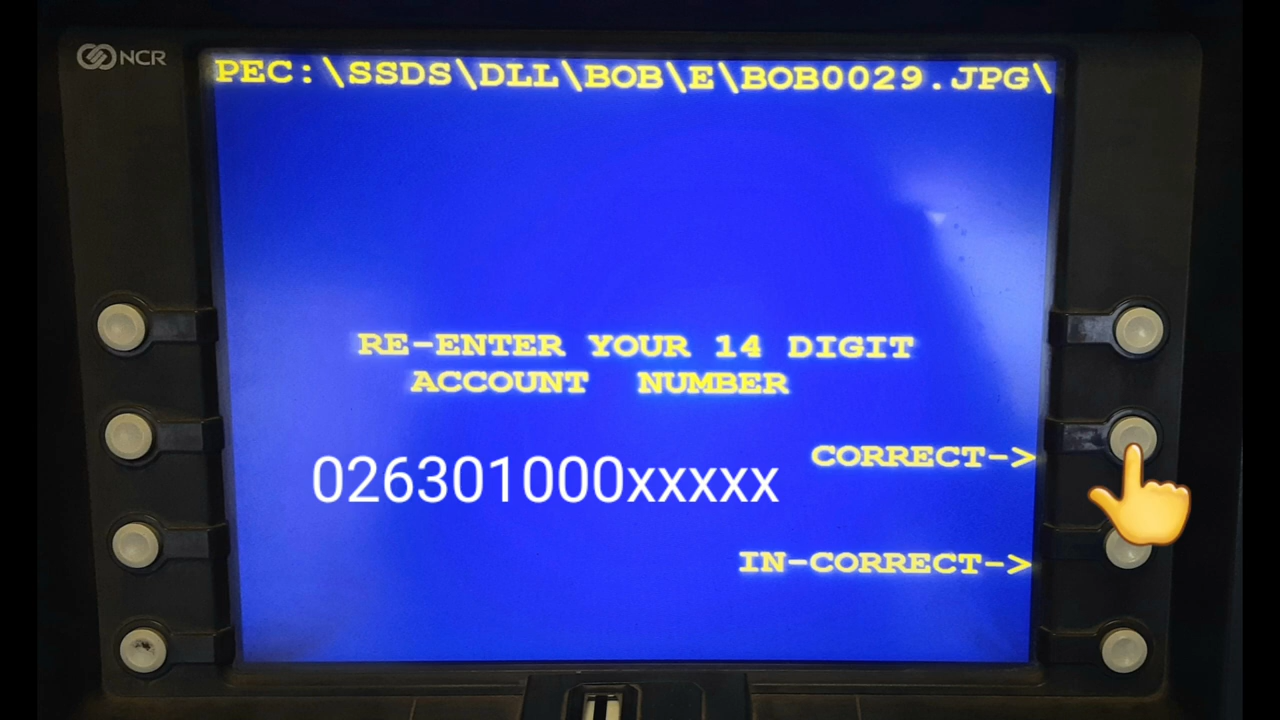 NCR
PEC:\SSDS\DLL\BOB\E\BOB0029.JPG\
RE-ENTER YOUR 14 DIGIT
ACCOUNT NUMBER
CORRECT->
026301000xxxxx
IN-CORRECT->